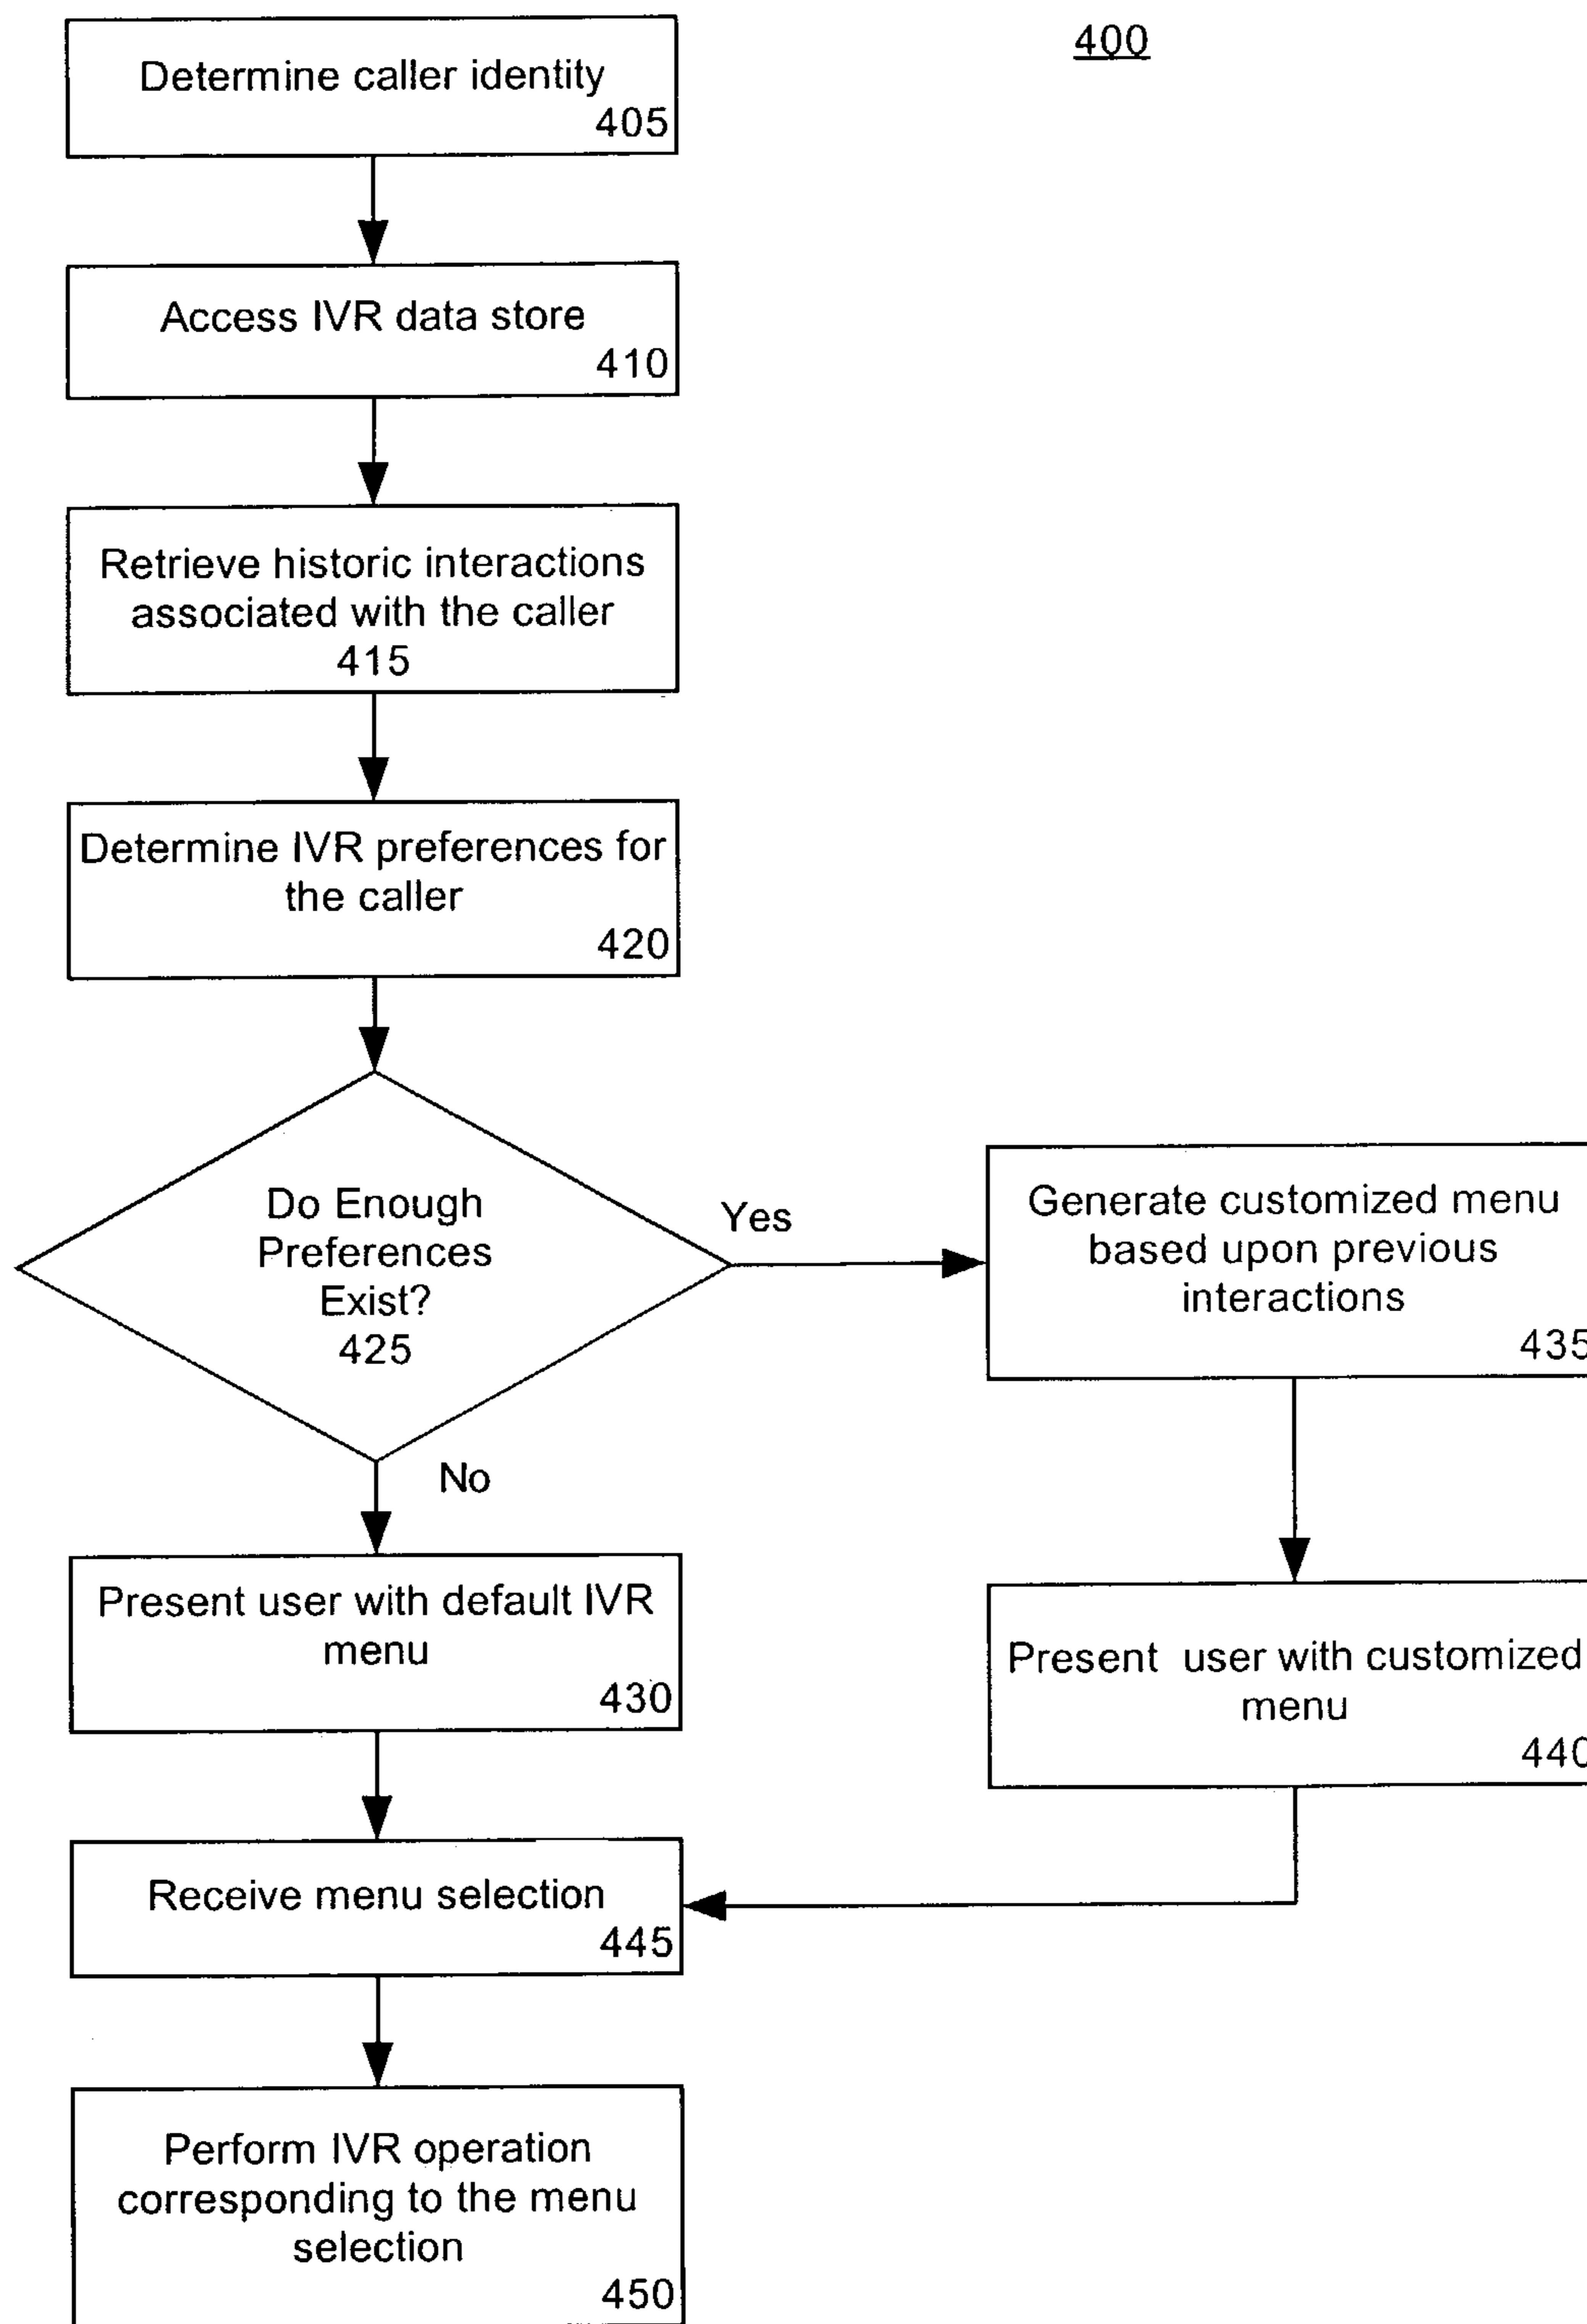 400
Determine caller identity
405
Access IVR data store
410
Retrieve historic interactions
associated with the caller
415
Determine IVR preferences for
the caller
420
Do Enough
Preferences
Exist?
425
Yes
No
Generate customized menu
based upon previous
interactions
435
Present user with default IVR
menu
430
Present user with customized
menu
440
Receive menu selection
445
Perform IVR operation
corresponding to the menu
selection
450